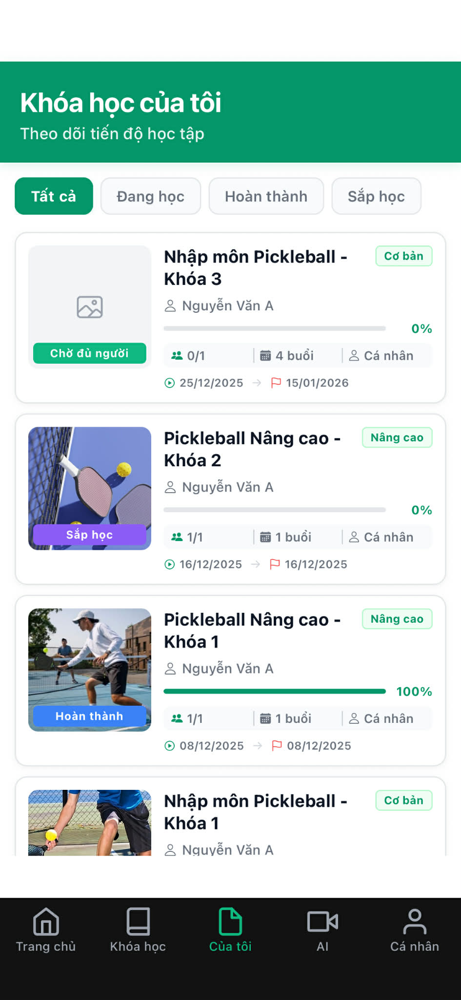 Khóa học của tôi
Theo dõi tiến độ học tập
Tất cả
Đang học
Hoàn thành
Sắp học
Nhập môn Pickleball -
Khóa 3
Cơ bản
Nguyễn Văn A
0%
Chờ đủ người
0/1
4 buổi
Cá nhân
25/12/2025
15/01/2026
Pickleball Nâng cao -
Khóa 2
Nâng cao
Nguyễn Văn A
0%
Sắp học
1/1
1 buổi
Cá nhân
16/12/2025
16/12/2025
Pickleball Nâng cao -
Khóa 1
Nâng cao
Nguyễn Văn A
100%
Hoàn thành
1/1
1 buổi
Cá nhân
08/12/2025
08/12/2025
Nhập môn Pickleball -
Khóa 1
Cơ bản
Nguyễn Văn A
Trang chủ
Khóa học
Của tôi
AI
Cá nhân